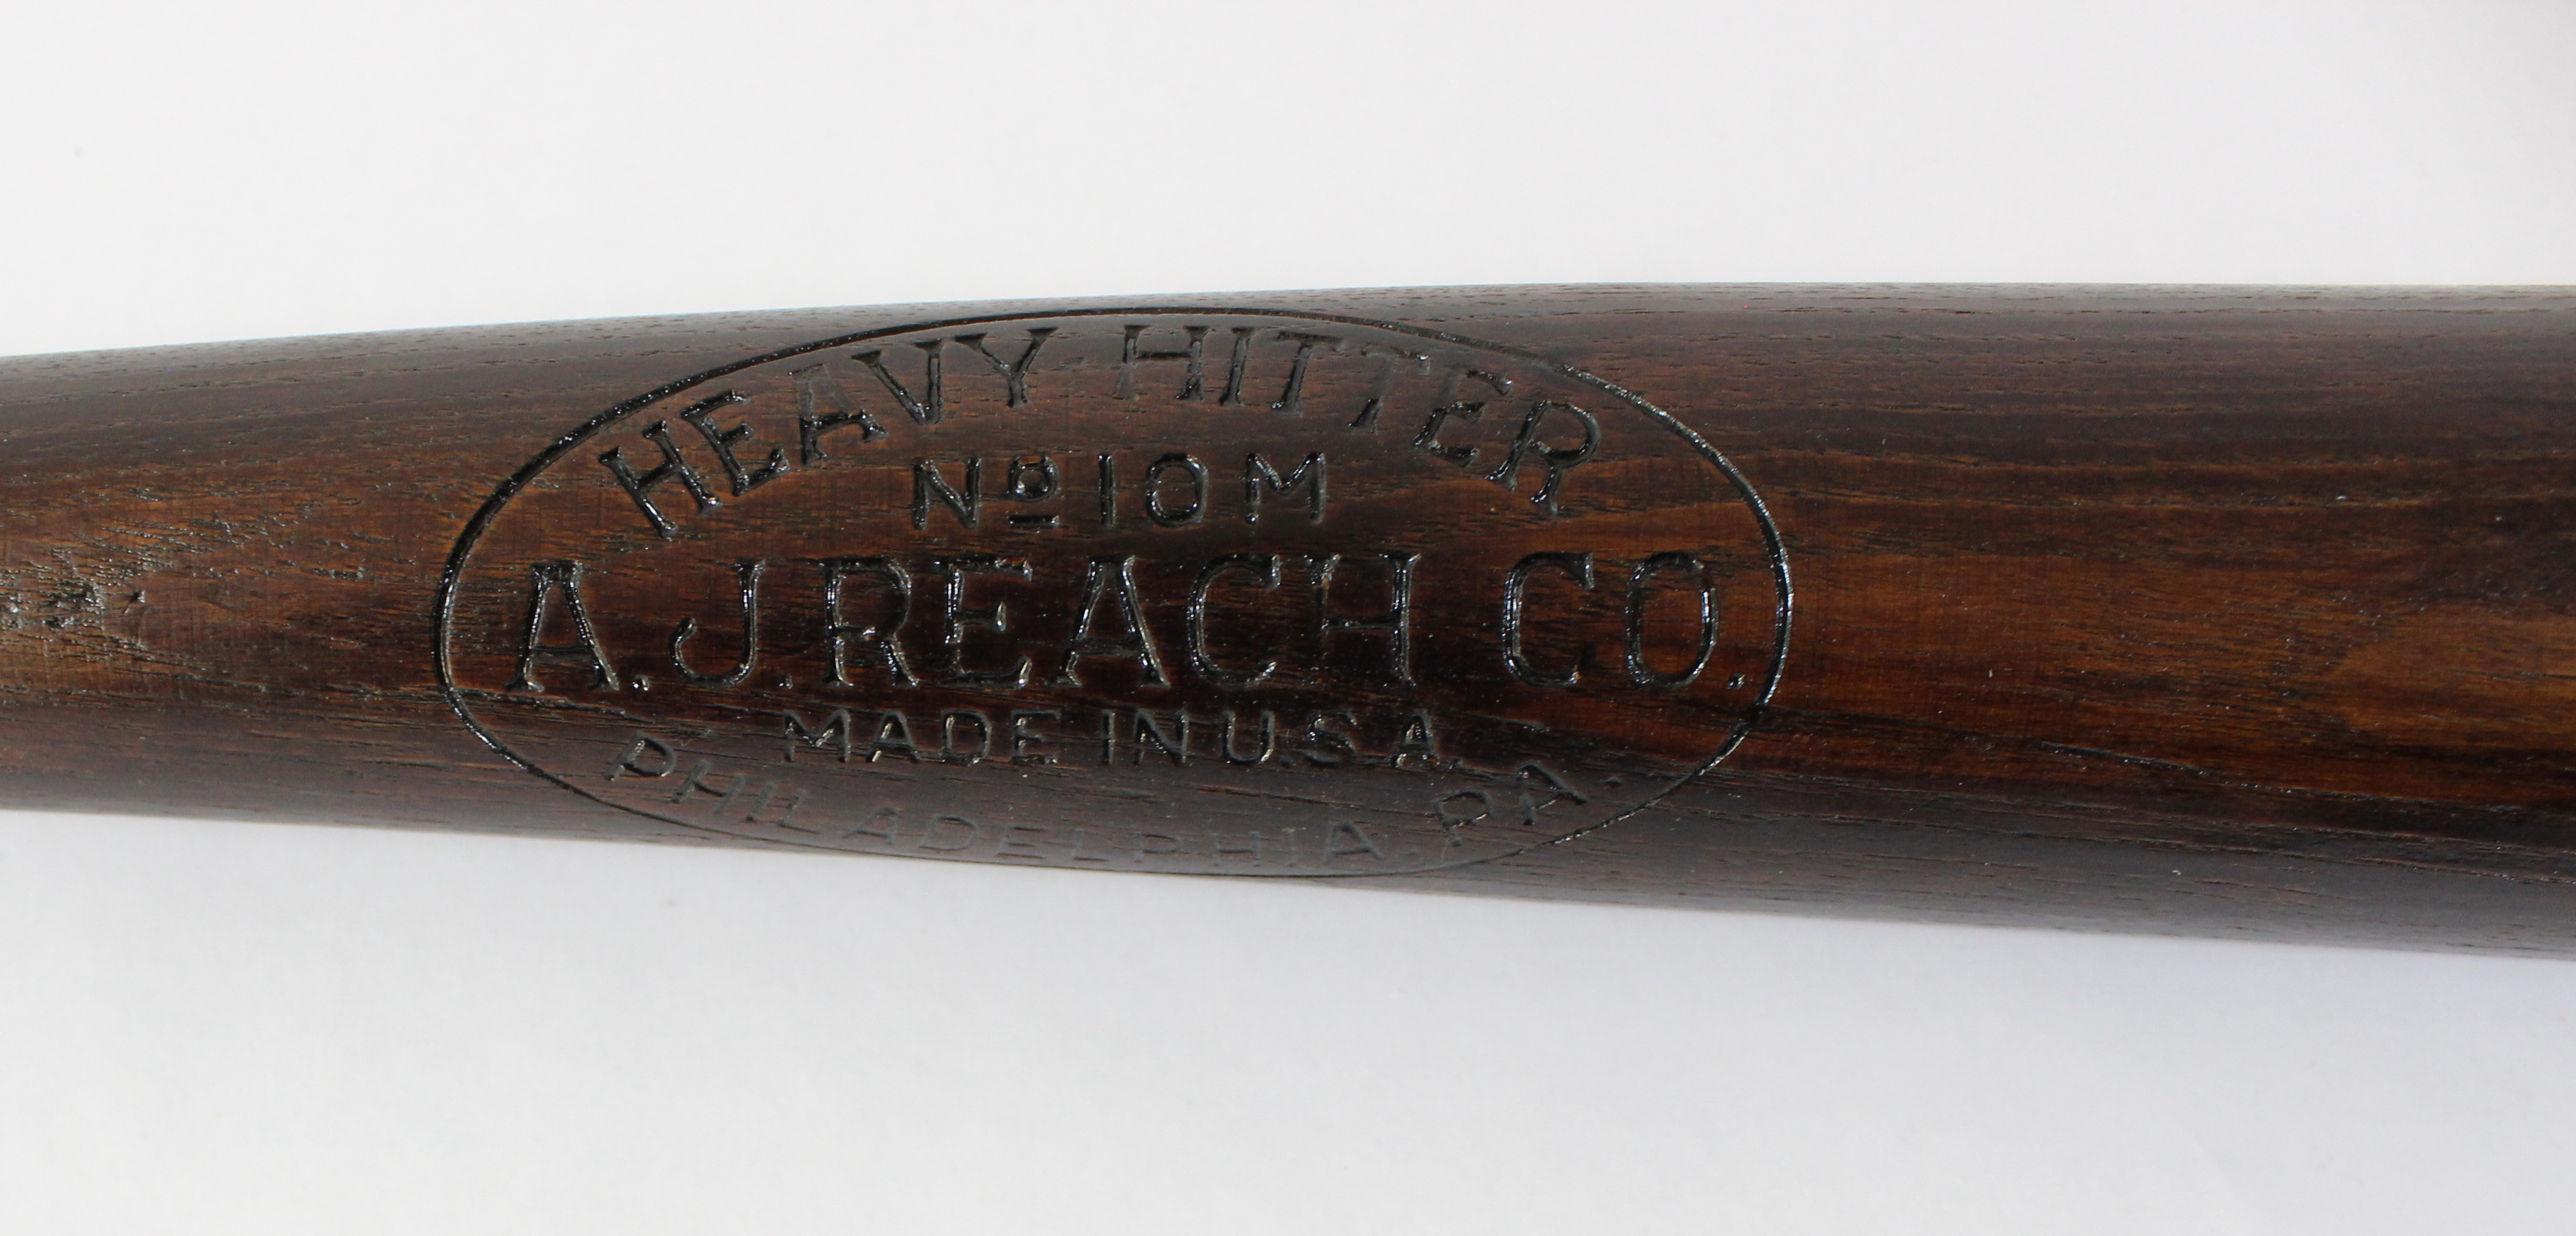 HEAVY HITTER
Nº 10 M
A. J. REACH CO.
MADE IN U.S.A.
PHILADELPHIA. PA.